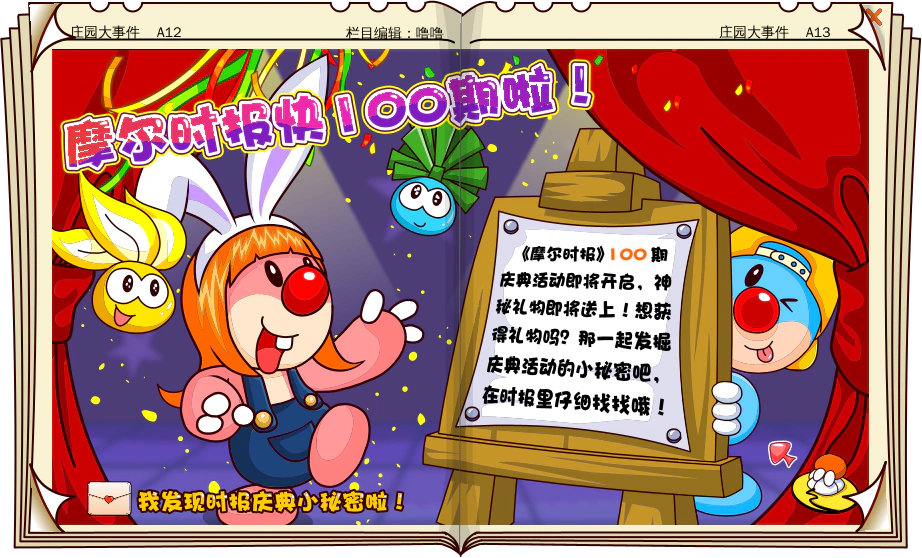 庄园大事件 A12
栏目编辑：噜噜
庄园大事件 A13
摩尔时报快100期啦！
《摩尔时报》100期
庆典活动即将开启，神
秘礼物即将送上！想获
得礼物吗？那一起发掘
庆典活动的小秘密吧，
在时报里仔细找找哦！
我发现时报庆典小秘密啦！